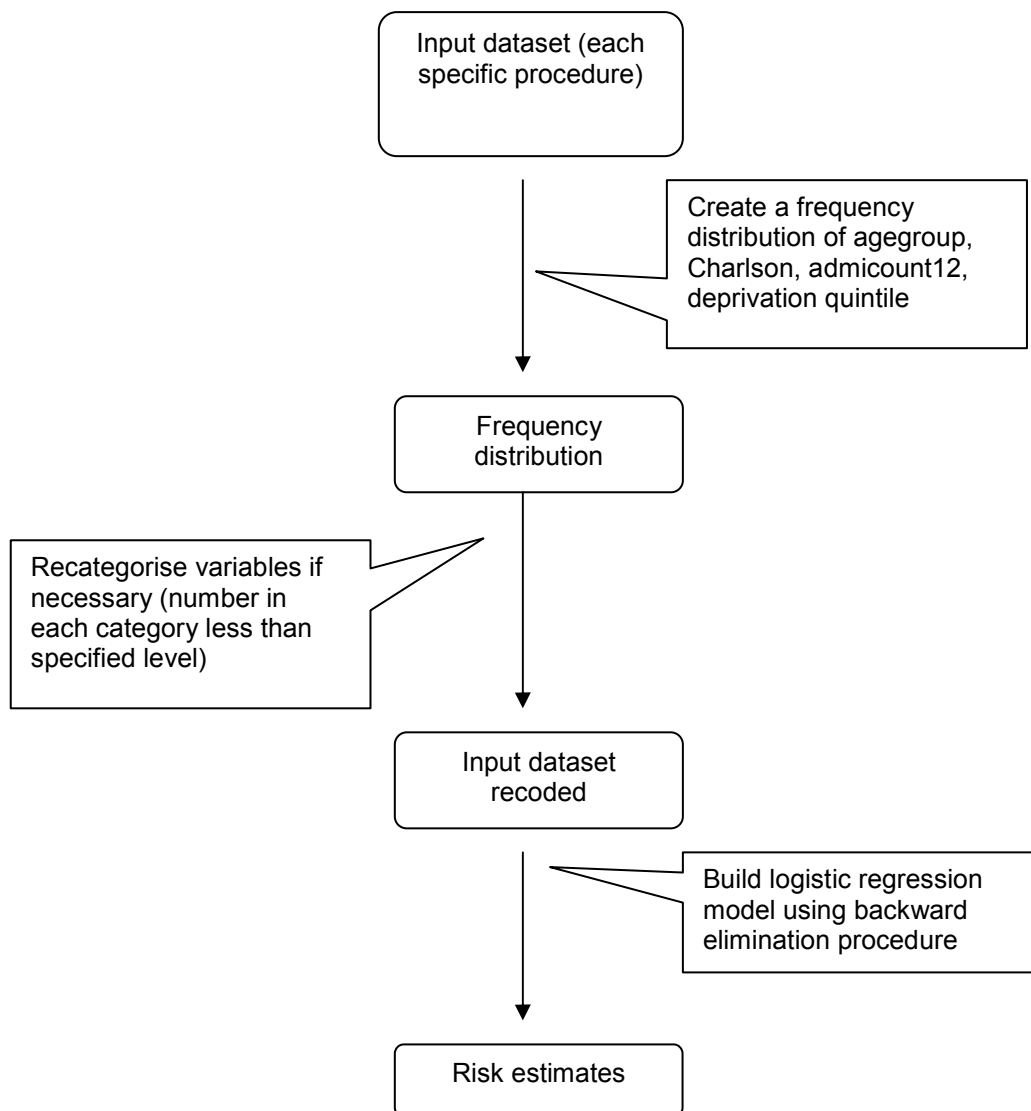 Input dataset (each
specific procedure)
Create a frequency
distribution of agegroup,
Charlson, admicount12,
deprivation quintile
Frequency
distribution
Recategorise variables if
necessary (number in
each category less than
specified level)
Input dataset
recoded
Build logistic regression
model using backward
elimination procedure
Risk estimates